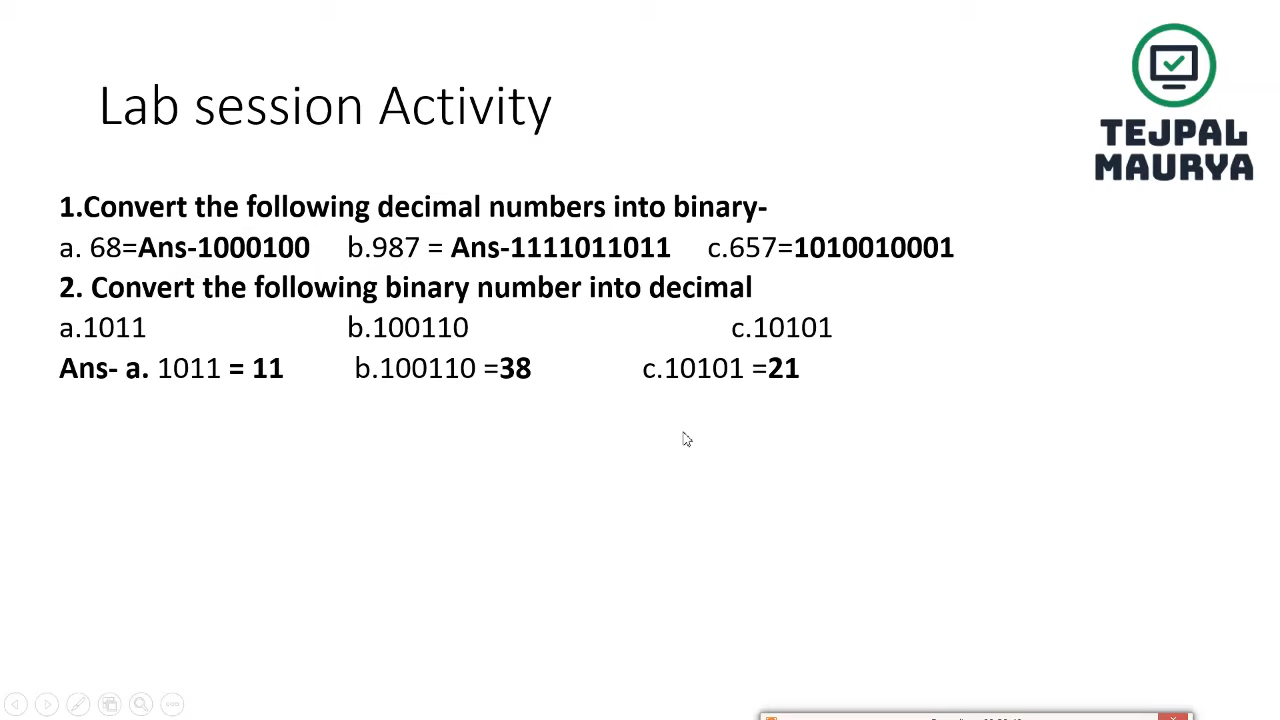 Lab session Activity
TEJPAL
MAURYA
1.Convert the following decimal numbers into binary-
a. 68=Ans-1000100 b.987 = Ans-1111011011 c.657=1010010001
2. Convert the following binary number into decimal
a.1011 b.100110 c.10101
Ans- a. 1011 = 11 b.100110 =38 c.10101 =21